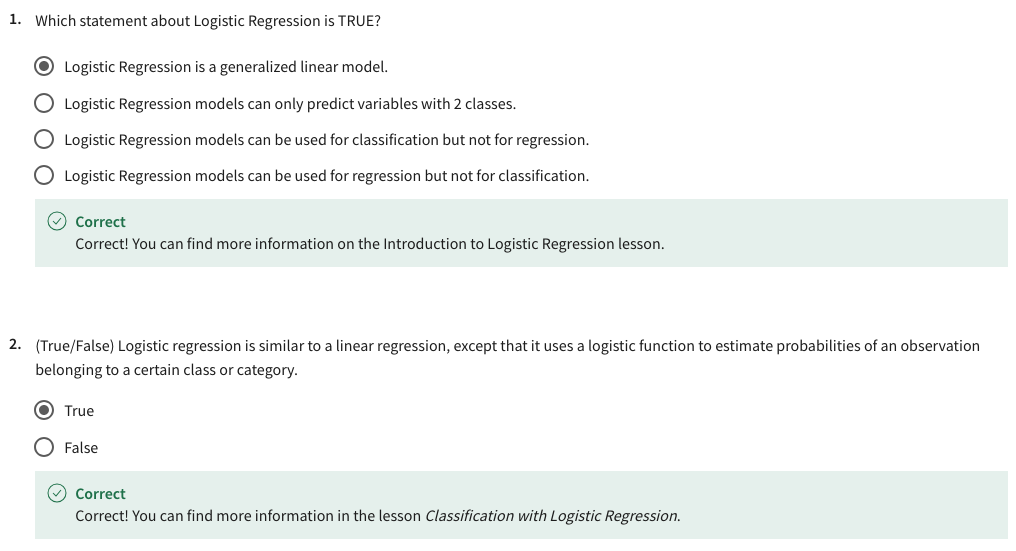 1. Which statement about Logistic Regression is TRUE?
Logistic Regression is a generalized linear model.
Logistic Regression models can only predict variables with 2 classes.
Logistic Regression models can be used for classification but not for regression.
Logistic Regression models can be used for regression but not for classification.
Correct
Correct! You can find more information on the Introduction to Logistic Regression lesson.
2. (True/False) Logistic regression is similar to a linear regression, except that it uses a logistic function to estimate probabilities of an observation
belonging to a certain class or category.
True
False
Correct
Correct! You can find more information in the lesson Classification with Logistic Regression.